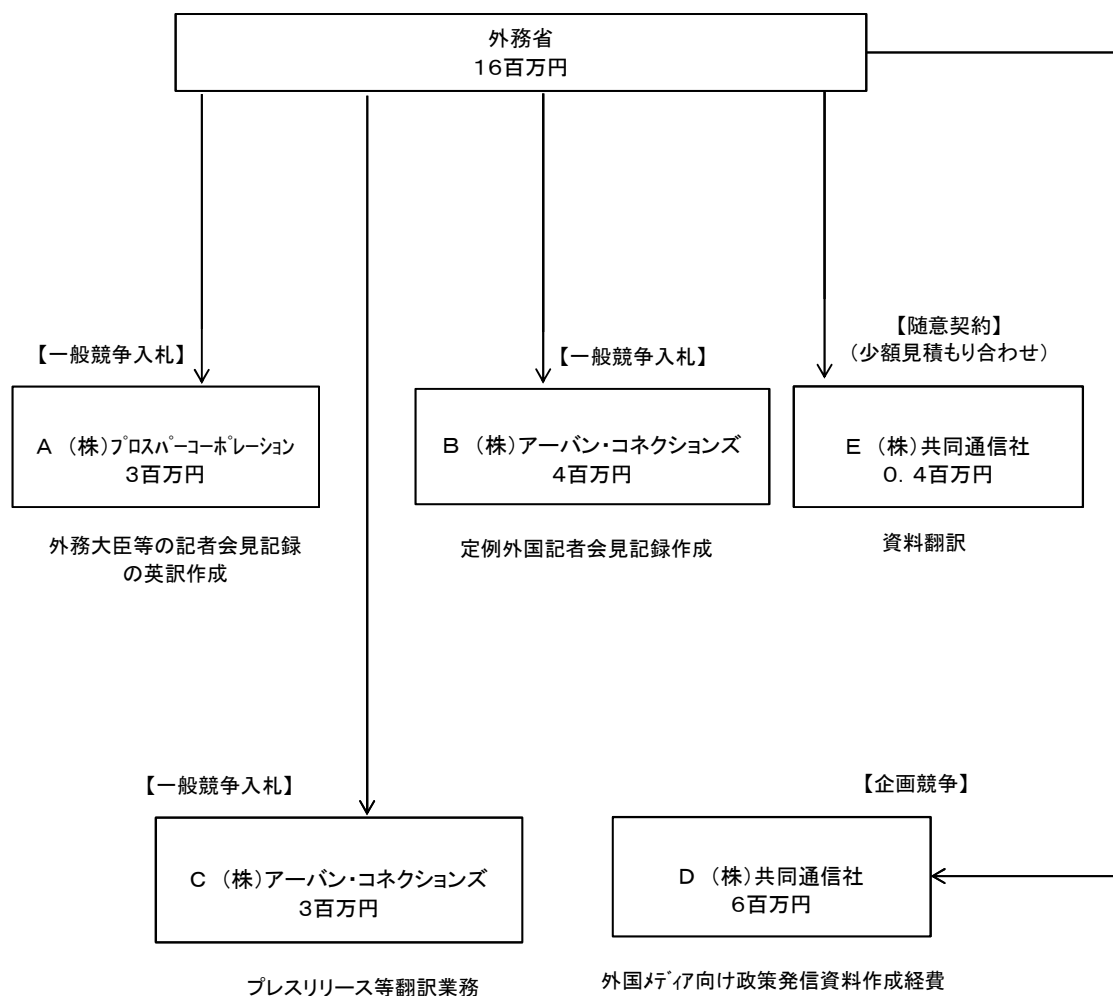 外務省
16百万円
【一般競争入札】
A （株）ﾌﾟﾛｽﾊﾟｰｺｰﾎﾟﾚｰｼｮﾝ
3百万円
外務大臣等の記者会見記録
の英訳作成
【一般競争入札】
B （株）アーバン・コネクションズ
4百万円
定例外国記者会見記録作成
【随意契約】
（少額見積もり合わせ）
E （株）共同通信社
0．4百万円
資料翻訳
【一般競争入札】
C （株）アーバン・コネクションズ
3百万円
プレスリリース等翻訳業務
【企画競争】
D （株）共同通信社
6百万円
外国ﾒﾃﾞｨｱ向け政策発信資料作成経費